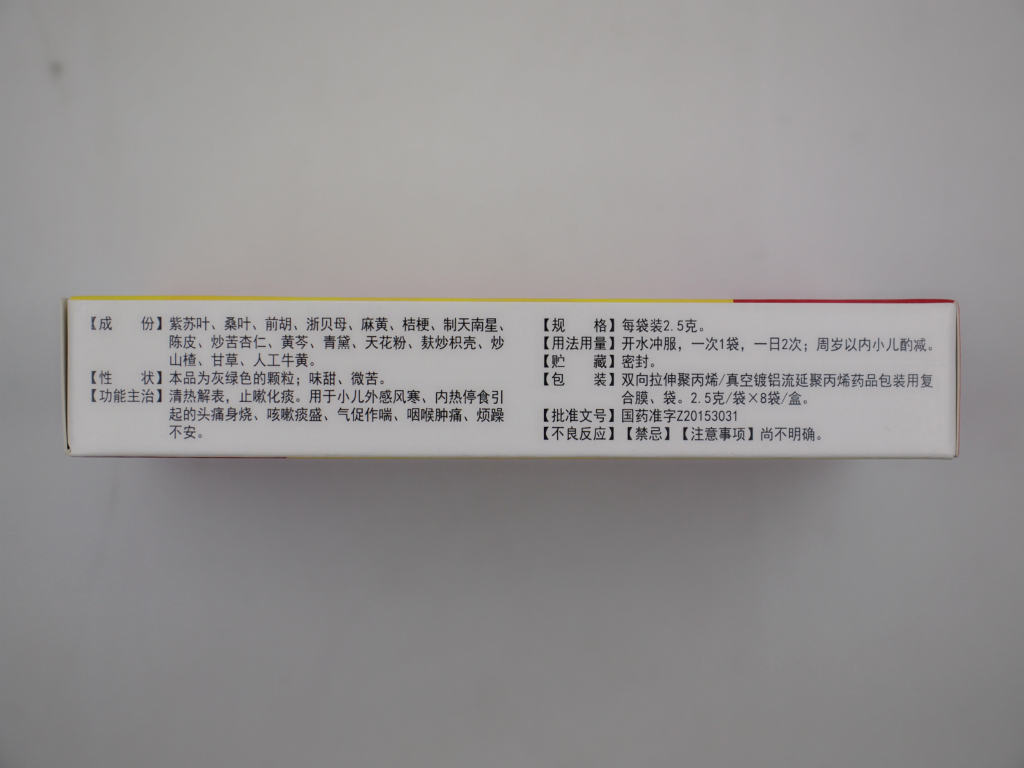 【成　份】紫苏叶、桑叶、前胡、浙贝母、麻黄、桔梗、制天南星、
陈皮、炒苦杏仁、黄芩、青黛、天花粉、麸炒枳壳、炒
山楂、甘草、人工牛黄。
【性　状】本品为灰绿色的颗粒；味甜、微苦。
【功能主治】清热解表，止嗽化痰。用于小儿外感风寒、内热停食引
起的头痛身烧、咳嗽痰盛、气促作喘、咽喉肿痛、烦躁
不安。
【规　格】每袋装2.5克。
【用法用量】开水冲服，一次1袋，一日2次；周岁以内小儿酌减。
【贮　藏】密封。
【包　装】双向拉伸聚丙烯/真空镀铝流延聚丙烯药品包装用复
合膜、袋。2.5克/袋×8袋/盒。
【批准文号】国药准字Z20153031
【不良反应】【禁忌】【注意事项】尚不明确。